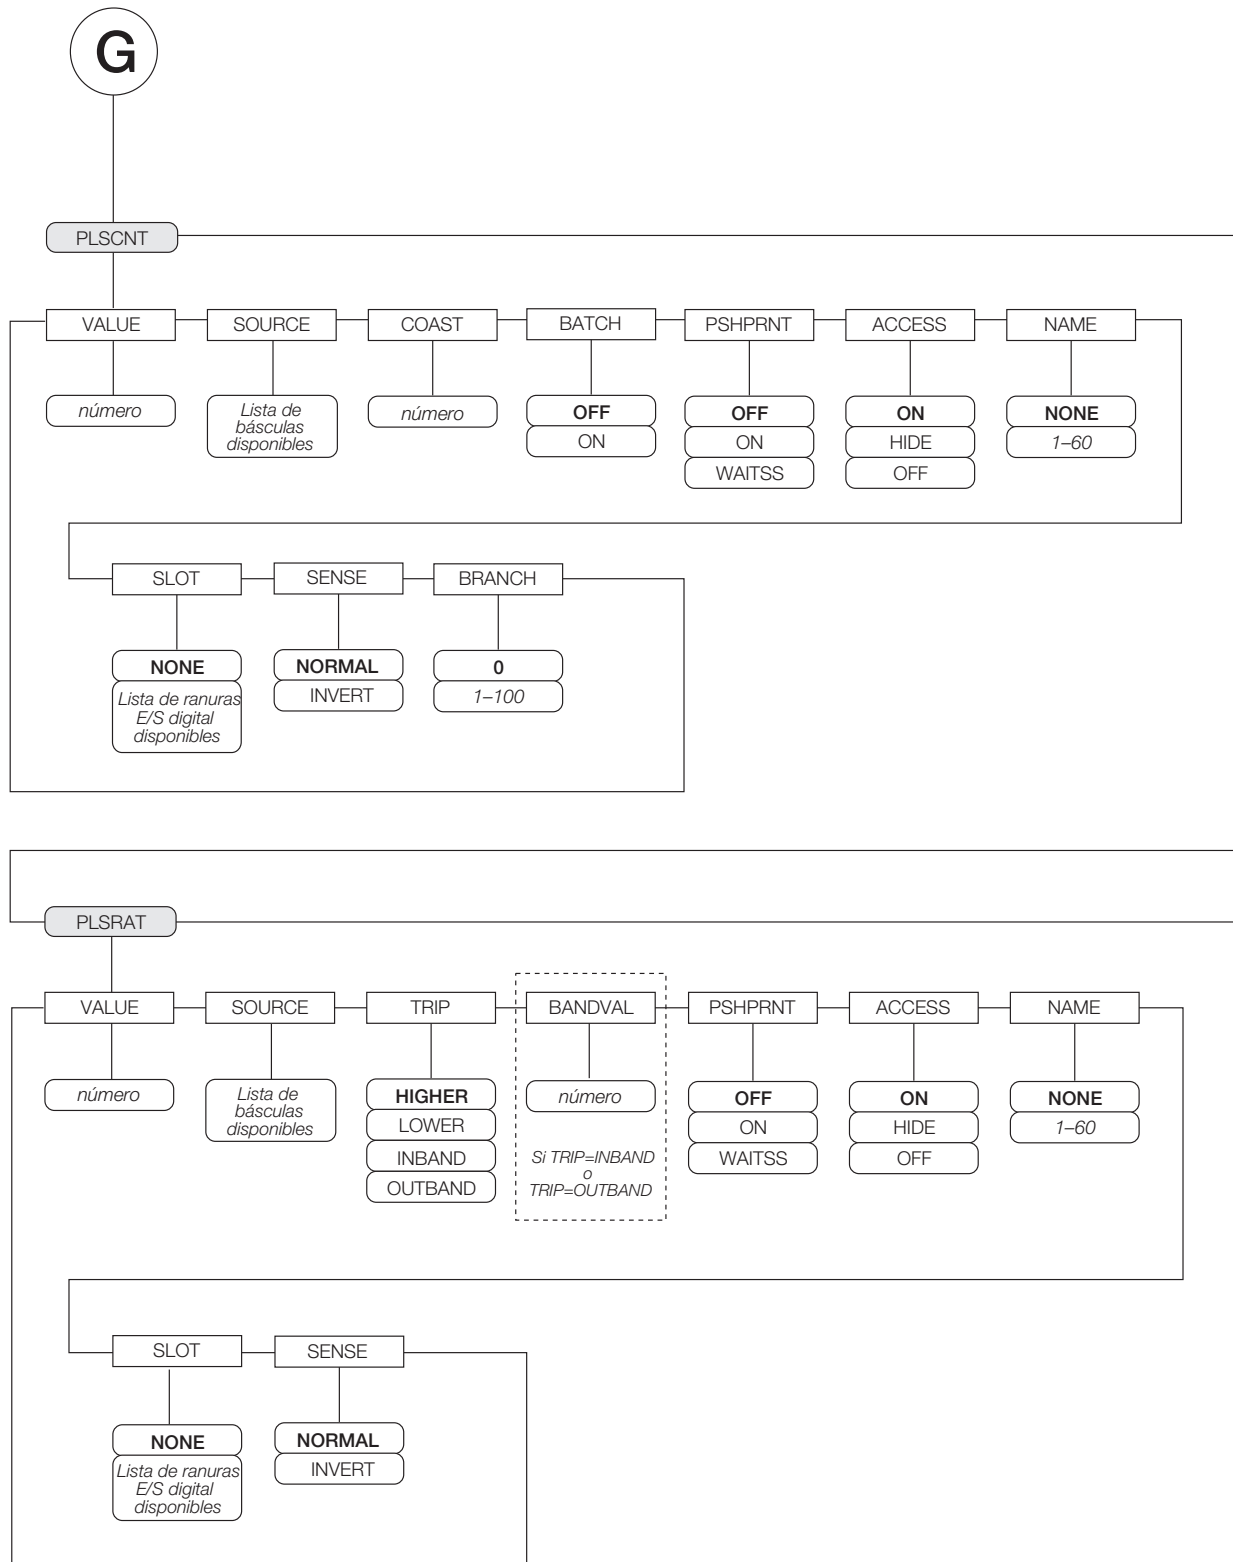 G
PLSCNT
VALUE SOURCE COAST BATCH PSHPRNT ACCESS NAME
número
Lista de
básculas
disponibles
número
OFF
ON
OFF
ON
WAITSS
ON
HIDE
OFF
NONE
1–60
SLOT SENSE BRANCH
NONE
Lista de ranuras
E/S digital
disponibles
NORMAL
INVERT
0
1–100
PLSRAT
VALUE SOURCE TRIP BANDVAL PSHPRNT ACCESS NAME
número
Lista de
básculas
disponibles
HIGHER
LOWER
INBAND
OUTBAND
número
Si TRIP=INBAND
o
TRIP=OUTBAND
OFF
ON
WAITSS
ON
HIDE
OFF
NONE
1–60
SLOT SENSE
NONE
Lista de ranuras
E/S digital
disponibles
NORMAL
INVERT